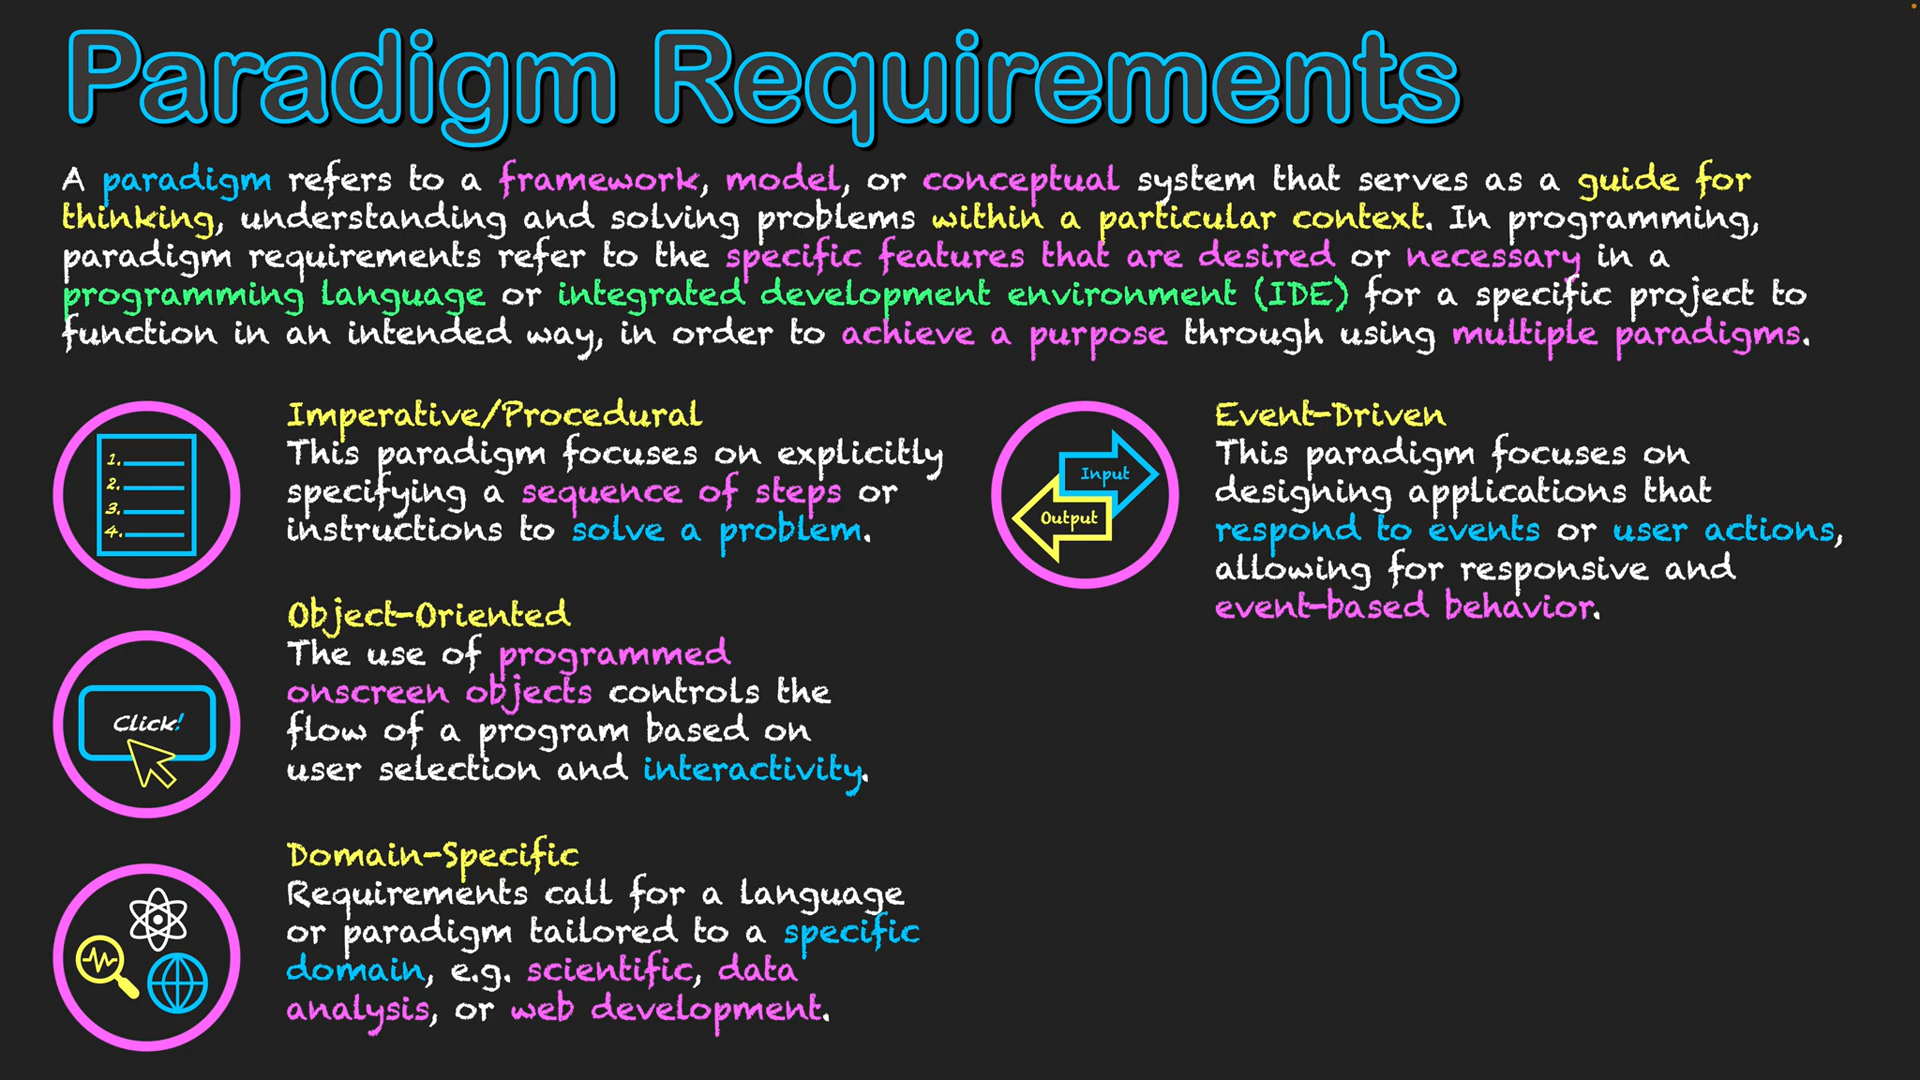 Paradigm Requirements
A paradigm refers to a framework, model, or conceptual system that serves as a guide for
thinking, understanding and solving problems within a particular context. In programming,
paradigm requirements refer to the specific features that are desired or necessary in a
programming language or integrated development environment (IDE) for a specific project to
function in an intended way, in order to achieve a purpose through using multiple paradigms.
1.
2.
3.
4.
Imperative/Procedural
This paradigm focuses on explicitly
specifying a sequence of steps or
instructions to solve a problem.
Click!
Object-Oriented
The use of programmed
onscreen objects controls the
flow of a program based on
user selection and interactivity.
Domain-Specific
Requirements call for a language
or paradigm tailored to a specific
domain, e.g. scientific, data
analysis, or web development.
Input
Output
Event-Driven
This paradigm focuses on
designing applications that
respond to events or user actions,
allowing for responsive and
event-based behavior.